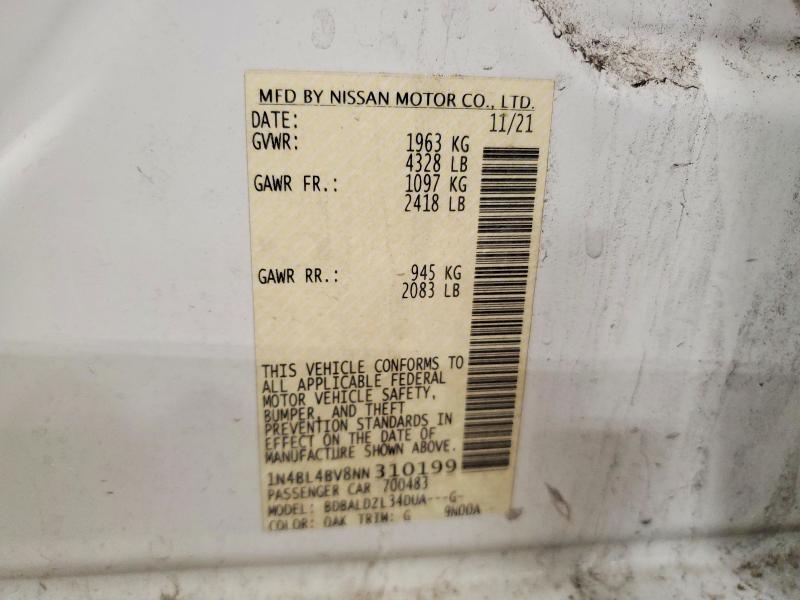 MFD BY NISSAN MOTOR CO., LTD.
DATE: 11/21
GVWR: 1963 KG
4328 LB
GAWR FR.: 1097 KG
2418 LB
GAWR RR.: 945 KG
2083 LB
THIS VEHICLE CONFORMS TO
ALL APPLICABLE FEDERAL
MOTOR VEHICLE SAFETY,
BUMPER, AND THEFT
PREVENTION STANDARDS IN
EFFECT ON THE DATE OF
MANUFACTURE SHOWN ABOVE.
1N4BL4BV8NN310199
PASSENGER CAR 700483
MODEL: BDBALDZL34DUA---G-
COLOR: QAK TRIM: G 9N00A